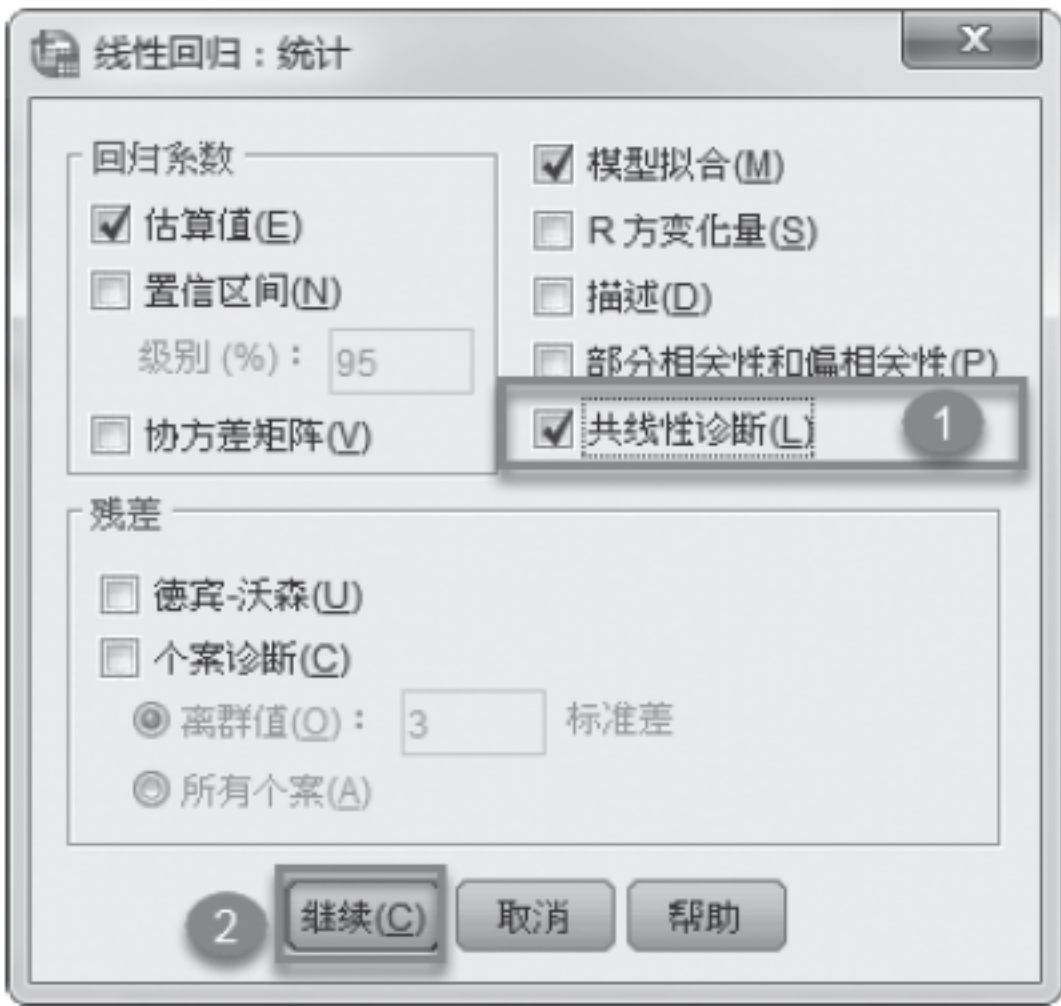 线性回归：统计
x
回归系数
估算值(E)
置信区间(N)
级别 (%)：95
协方差矩阵(V)
模型拟合(M)
R 方变化量(S)
描述(D)
部分相关性和偏相关性(P)
共线性诊断(L)
1
残差
德宾-沃森(U)
个案诊断(C)
离群值(O)：3 标准差
所有个案(A)
2
继续(C) 取消 帮助